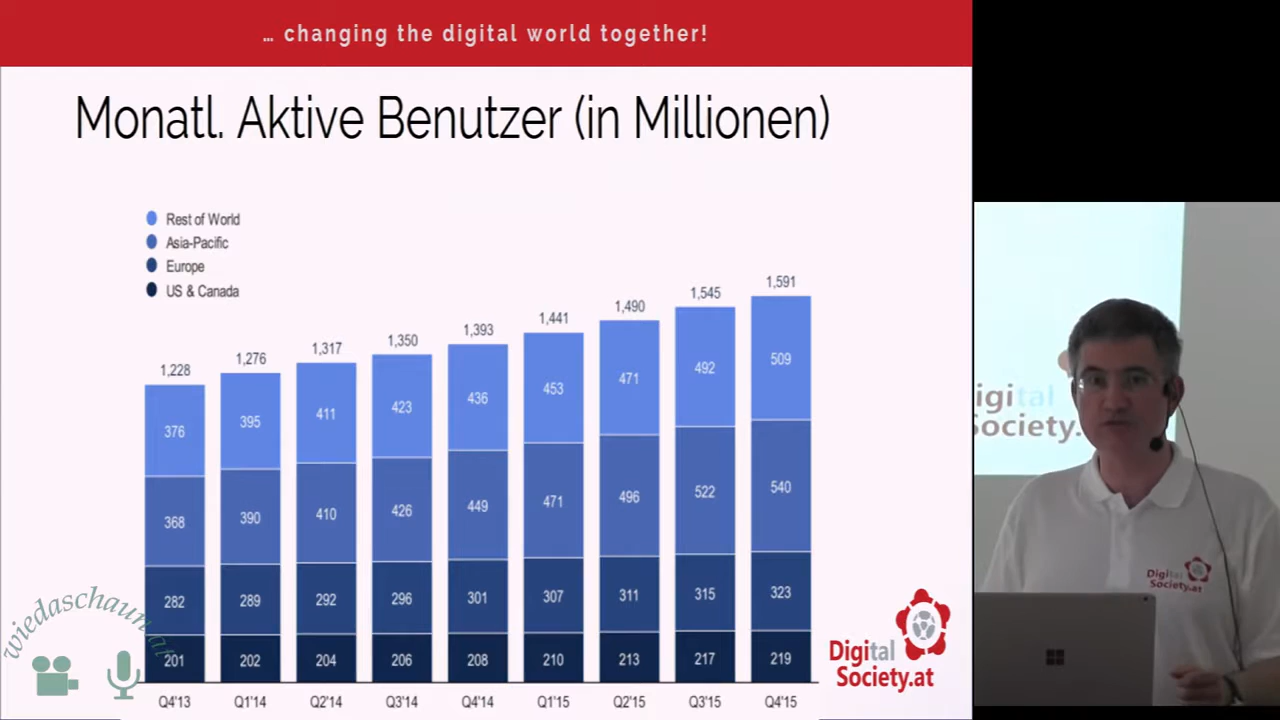 … changing the digital world together!
Monatl. Aktive Benutzer (in Millionen)
Rest of World
Asia-Pacific
Europe
US & Canada
1,228 1,276 1,317 1,350 1,393 1,441 1,490 1,545 1,591
376 395 411 423 436 453 471 492 509
368 390 410 426 449 471 496 522 540
282 289 292 296 301 307 311 315 323
201 202 204 206 208 210 213 217 219
Q4'13 Q1'14 Q2'14 Q3'14 Q4'14 Q1'15 Q2'15 Q3'15 Q4'15
wiedaschaun.at
Digital
Society.at
igital
Society.
Digital
Society.at